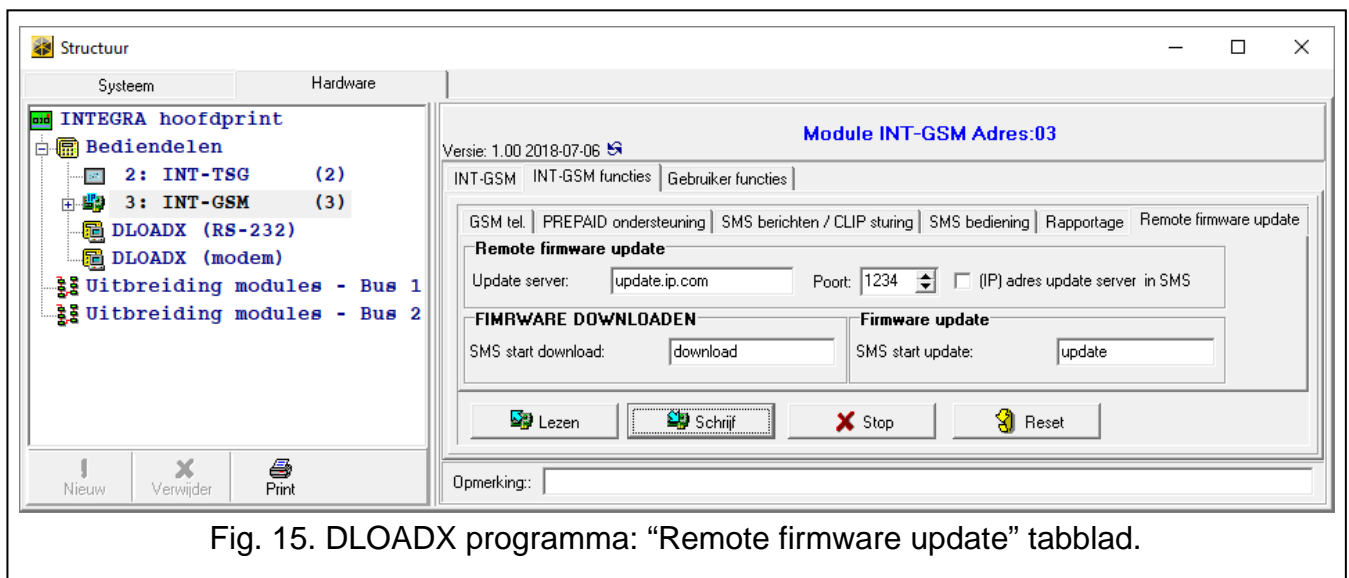 Structuur
Systeem Hardware
INTEGRA hoofdprint
Bediendelen
2: INT-TSG (2)
3: INT-GSM (3)
DLOADX (RS-232)
DLOADX (modem)
Uitbreiding modules - Bus 1
Uitbreiding modules - Bus 2
Nieuw Verwijder Print
Module INT-GSM Adres:03
Versie: 1.00 2018-07-06
INT-GSM INT-GSM functies Gebruiker functies
GSM tel. PREPAID ondersteuning SMS berichten / CLIP sturing SMS bediening Rapportage Remote firmware update
Remote firmware update
Update server: update.ip.com Poort: 1234 (IP) adres update server in SMS
FIMRWARE DOWNLOADEN Firmware update
SMS start download: download SMS start update: update
Lezen Schrijf Stop Reset
Opmerking::
Fig. 15. DLOADX programma: “Remote firmware update” tabblad.